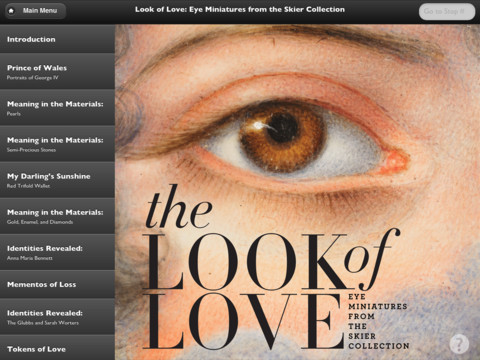 Main Menu
Look of Love: Eye Miniatures from the Skier Collection
Go to Stop #
Introduction
Prince of Wales
Portraits of George IV
Meaning in the Materials:
Pearls
Meaning in the Materials:
Semi-Precious Stones
My Darling's Sunshine
Red Trifold Wallet
Meaning in the Materials:
Gold, Enamel, and Diamonds
Identities Revealed:
Anna Maria Bennett
Mementos of Loss
Identities Revealed:
The Glubbs and Sarah Worters
Tokens of Love
the
LOOK of
LOVE
EYE
MINIATURES
FROM
THE
SKIER
COLLECTION
?